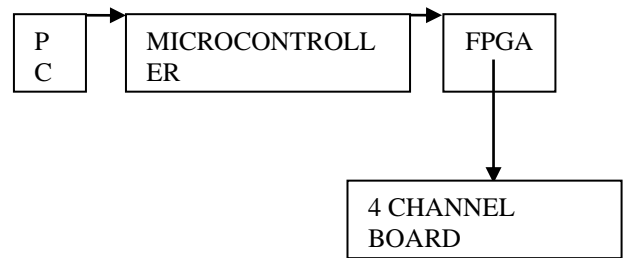 P
C
MICROCONTROLL
ER
FPGA
4 CHANNEL
BOARD